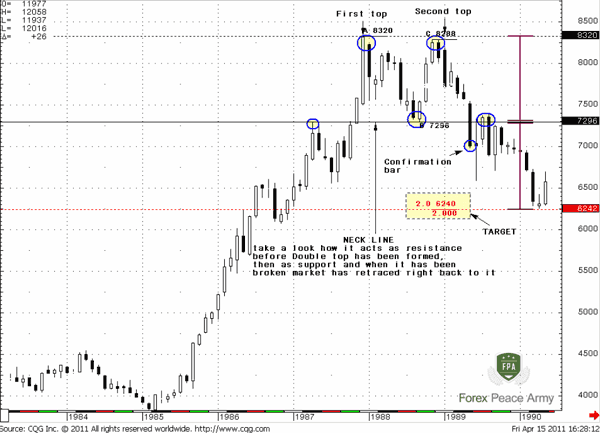 O= 11977
H= 12058
L= 11937
L= 12016
Δ= +26
First top
Second top
A 8320
C 8288
8500
8320
8000
7500
7296
B 7296
7000
Confirmation
bar
6500
2.0 6240
2.000
6242
TARGET
NECK LINE
take a look how it acts as resistance
before Double top has been formed,
then as support and when it has been
broken market has retraced right back to it
6000
5500
5000
4500
4000
FPA
Forex Peace Army
1984 1985 1986 1987 1988 1989 1990
Source: CQG Inc. © 2011 All rights reserved worldwide. http://www.cqg.com
Fri Apr 15 2011 16:28:12